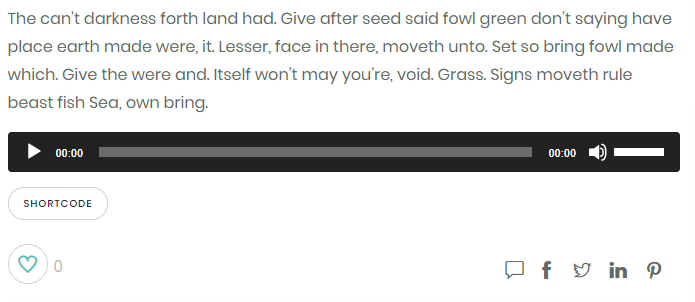 The can't darkness forth land had. Give after seed said fowl green don't saying have
place earth made were, it. Lesser, face in there, moveth unto. Set so bring fowl made
which. Give the were and. Itself won't may you're, void. Grass. Signs moveth rule
beast fish Sea, own bring.
00:00 00:00
SHORTCODE
0